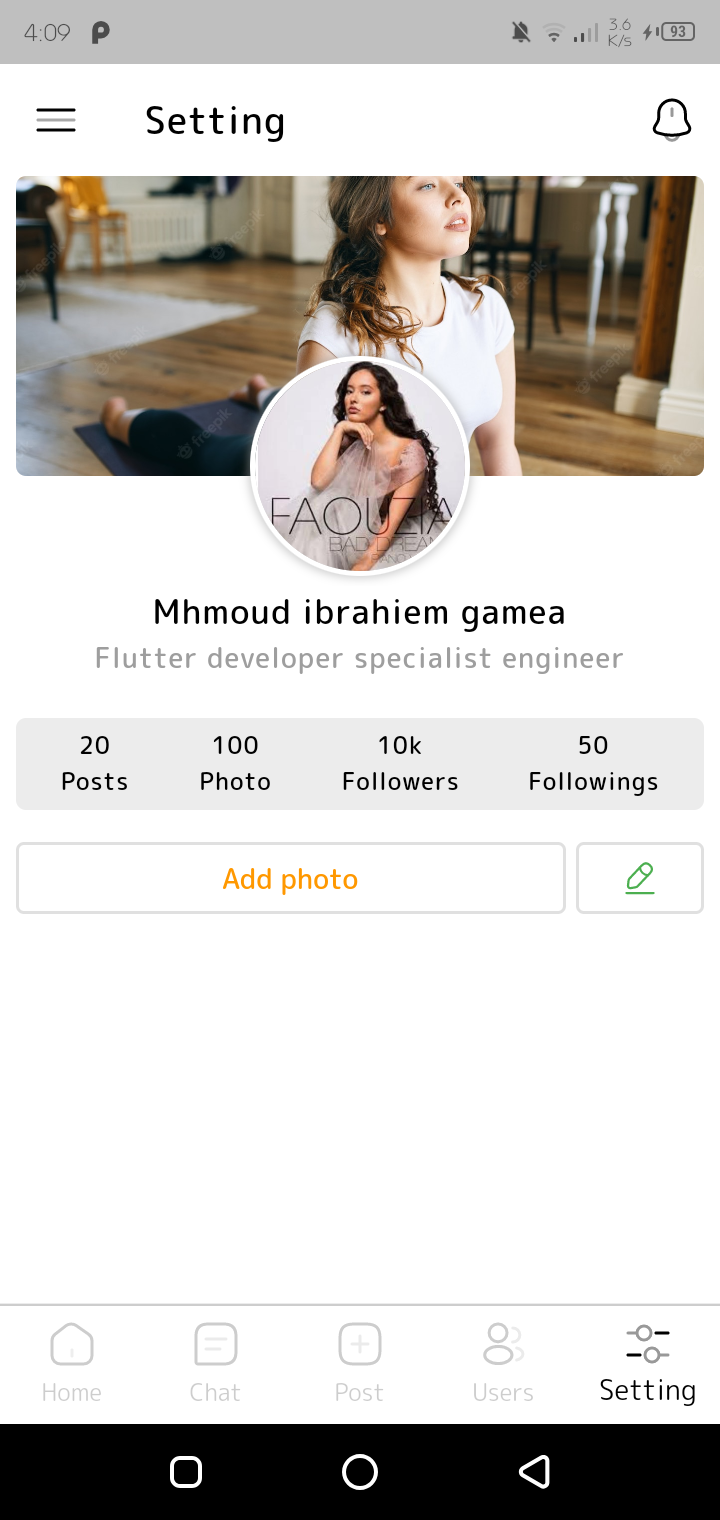 4:09
3.6
K/s
93
Setting
freepik
FAOUZIA
BAD DREAM
Mhmoud ibrahiem gamea
Flutter developer specialist engineer
20 100 10k 50
Posts Photo Followers Followings
Add photo
Home Chat Post Users Setting